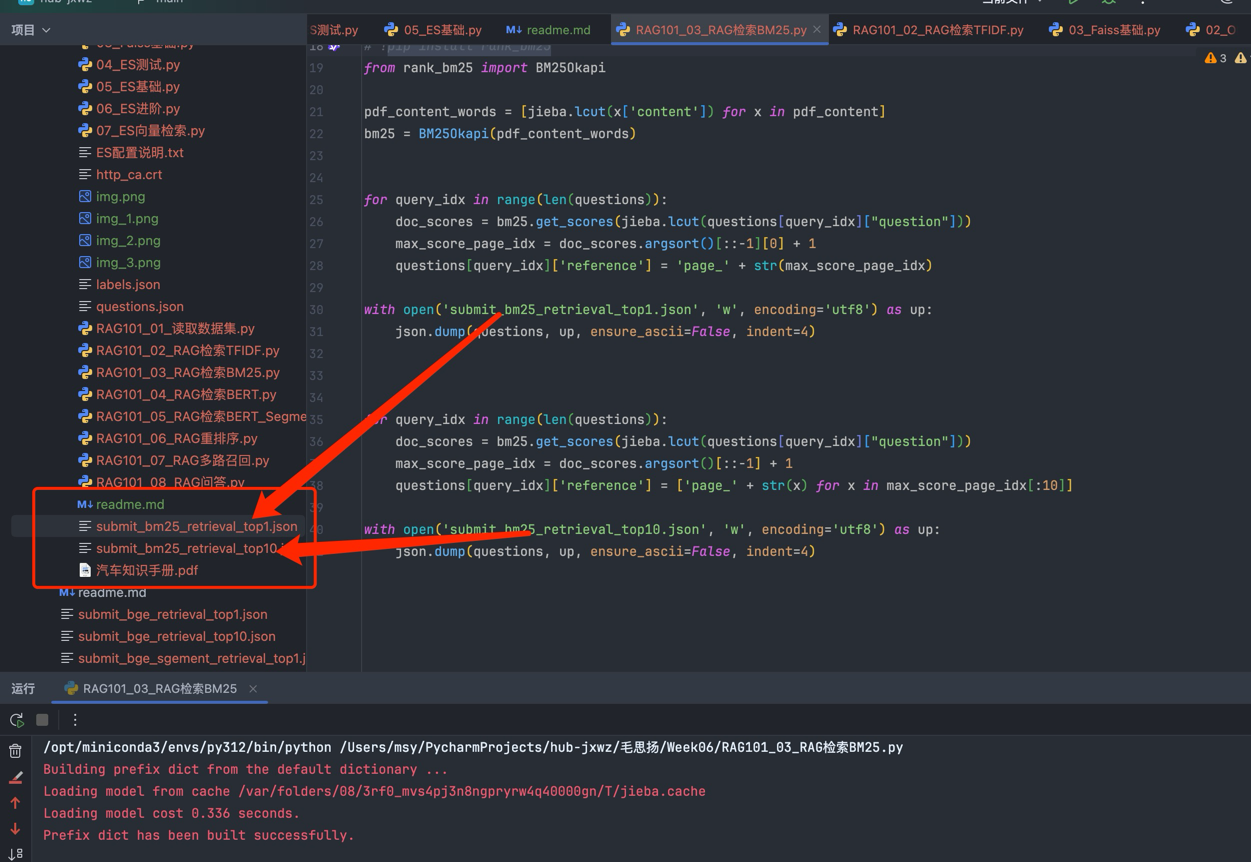 hub-jxwz
main
当前文件
项目
S测试.py
05_ES基础.py
M↓ readme.md
RAG101_03_RAG检索BM25.py
RAG101_02_RAG检索TFIDF.py
03_Faiss基础.py
02_O
3
03_Faiss基础.py
04_ES测试.py
05_ES基础.py
06_ES进阶.py
07_ES向量检索.py
ES配置说明.txt
http_ca.crt
img.png
img_1.png
img_2.png
img_3.png
labels.json
questions.json
RAG101_01_读取数据集.py
RAG101_02_RAG检索TFIDF.py
RAG101_03_RAG检索BM25.py
RAG101_04_RAG检索BERT.py
RAG101_05_RAG检索BERT_Segme
RAG101_06_RAG重排序.py
RAG101_07_RAG多路召回.py
RAG101_08_RAG问答.py
M↓ readme.md
submit_bm25_retrieval_top1.json
submit_bm25_retrieval_top10
汽车知识手册.pdf
M↓ readme.md
submit_bge_retrieval_top1.json
submit_bge_retrieval_top10.json
submit_bge_sgement_retrieval_top1.j
18 # !pip install rank_bm25
19 from rank_bm25 import BM25Okapi
20
21 pdf_content_words = [jieba.lcut(x['content']) for x in pdf_content]
22 bm25 = BM25Okapi(pdf_content_words)
23
24
25 for query_idx in range(len(questions)):
26 doc_scores = bm25.get_scores(jieba.lcut(questions[query_idx]["question"]))
27 max_score_page_idx = doc_scores.argsort()[::-1][0] + 1
28 questions[query_idx]['reference'] = 'page_' + str(max_score_page_idx)
29
30 with open('submit_bm25_retrieval_top1.json', 'w', encoding='utf8') as up:
31 json.dump(questions, up, ensure_ascii=False, indent=4)
32
33
34
35 for query_idx in range(len(questions)):
36 doc_scores = bm25.get_scores(jieba.lcut(questions[query_idx]["question"]))
max_score_page_idx = doc_scores.argsort()[::-1] + 1
38 questions[query_idx]['reference'] = ['page_' + str(x) for x in max_score_page_idx[:10]]
39
40 with open('submit_bm25_retrieval_top10.json', 'w', encoding='utf8') as up:
json.dump(questions, up, ensure_ascii=False, indent=4)
运行
RAG101_03_RAG检索BM25
/opt/miniconda3/envs/py312/bin/python /Users/msy/PycharmProjects/hub-jxwz/毛思扬/Week06/RAG101_03_RAG检索BM25.py
Building prefix dict from the default dictionary ...
Loading model from cache /var/folders/08/3rf0_mvs4pj3n8ngpryrw4q40000gn/T/jieba.cache
Loading model cost 0.336 seconds.
Prefix dict has been built successfully.